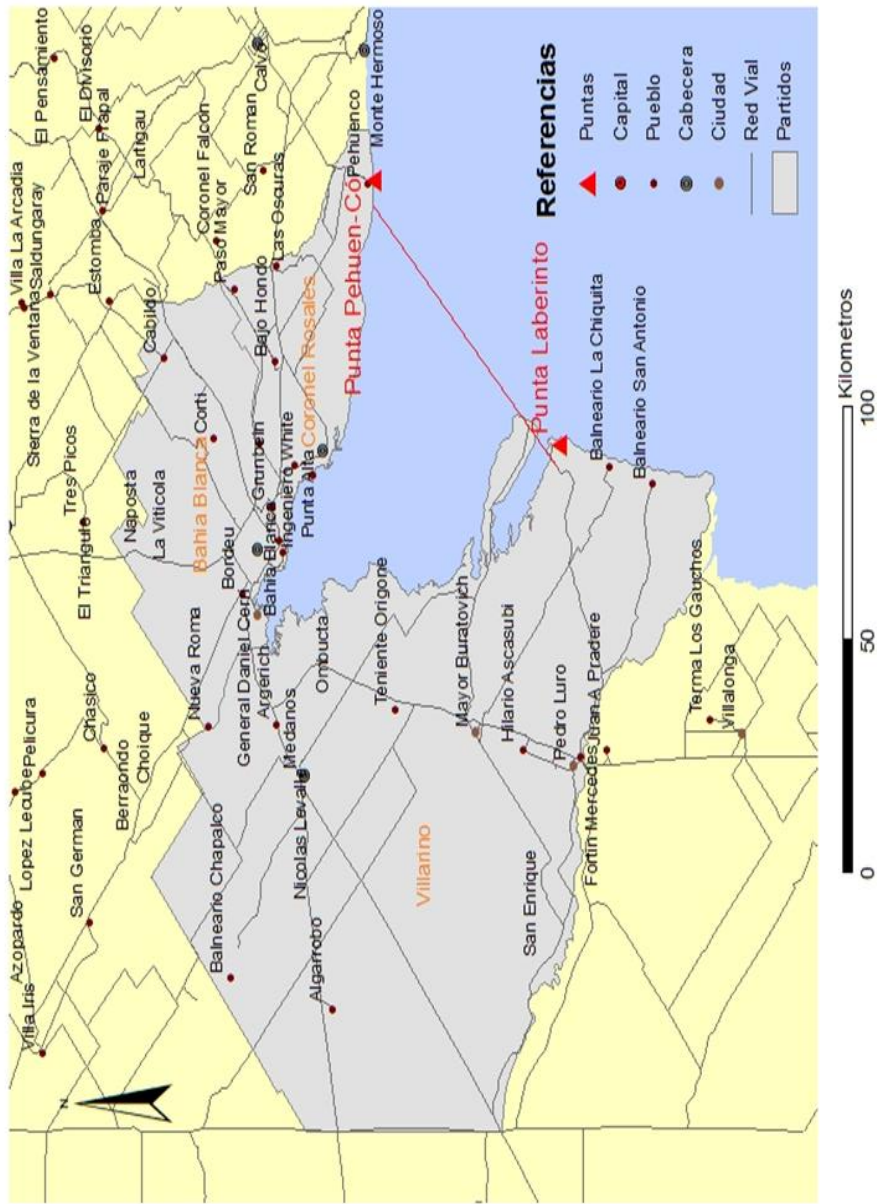 N
Villa Iris
Azopardo
San German
Lopez Lecube
Pelicura
Chasico
Berraondo
Choique
El Triangulo
Tres Picos
Naposta
La Viticola
Sierra de la Ventana
Villa La Arcadia
Saldungaray
Estomba
Cabildo
El Pensamiento
El Divisorio
Paraje Frapal
Lartigau
Coronel Falcon
Paso Mayor
San Roman
Las Oscuras
Bajo Hondo
Pehuenco
Monte Hermoso
Bahia Blanca
Corti
Grunbein
Ingeniero White
Coronel Rosales
Punta Alta
Bordeu
Bahia Blanca
Nueva Roma
General Daniel Cerri
Argerich
Medanos
Ombucta
Balneario Chapalco
Nicolas Levalle
Algarrobo
Teniente Origone
Villarino
Mayor Buratovich
Hilario Ascasubi
Pedro Luro
San Enrique
Fortin Mercedes
Juan A Pradere
Terma Los Gauchos
Villalonga
Punta Pehuen-Có
Punta Laberinto
Balneario La Chiquita
Balneario San Antonio
Referencias
Puntas
Capital
Pueblo
Cabecera
Ciudad
Red Vial
Partidos
0
50
100
Kilometros